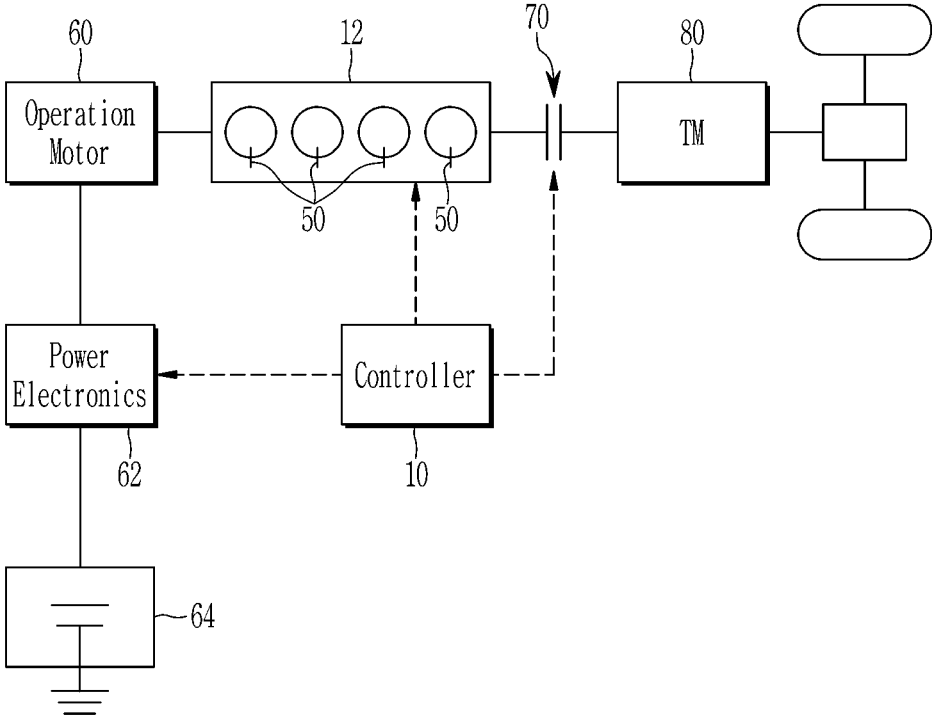 60
12
70
80
Operation
Motor
TM
50
50
Power
Electronics
Controller
62
10
64